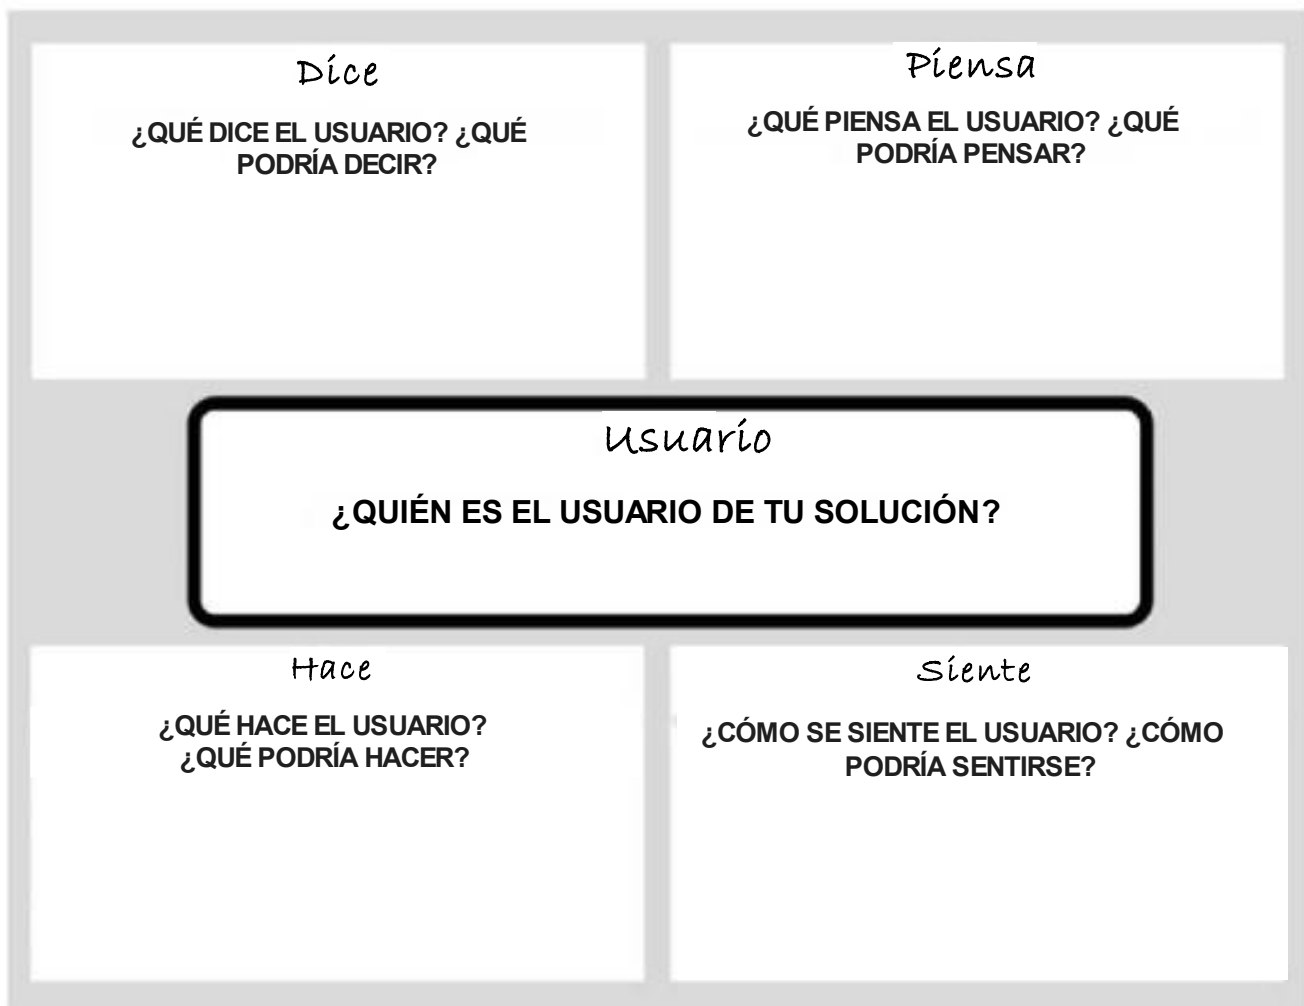 Dice
¿QUÉ DICE EL USUARIO? ¿QUÉ
PODRÍA DECIR?
Piensa
¿QUÉ PIENSA EL USUARIO? ¿QUÉ
PODRÍA PENSAR?
Usuario
¿QUIÉN ES EL USUARIO DE TU SOLUCIÓN?
Hace
¿QUÉ HACE EL USUARIO?
¿QUÉ PODRÍA HACER?
Siente
¿CÓMO SE SIENTE EL USUARIO? ¿CÓMO
PODRÍA SENTIRSE?